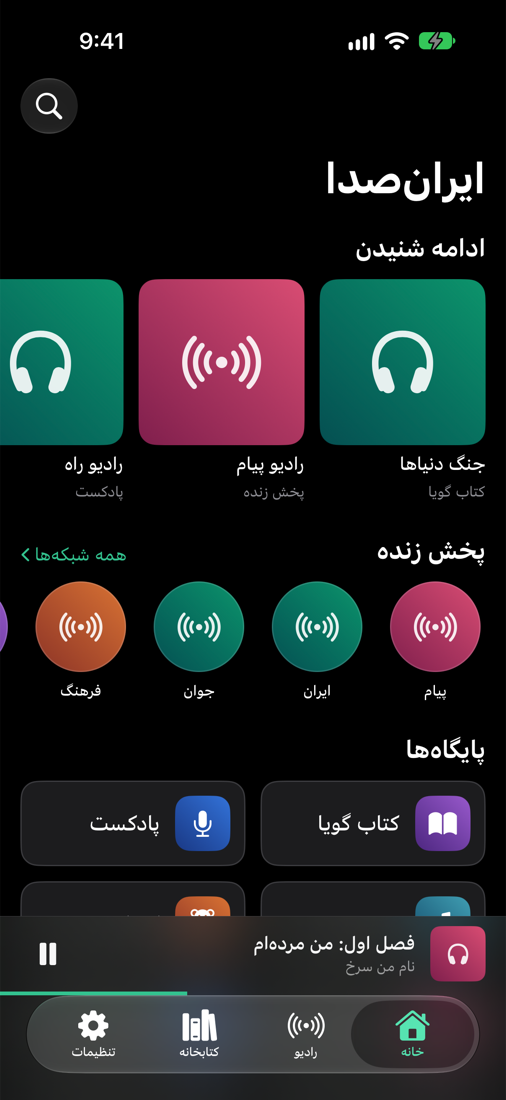 9:41
ایران‌صدا
ادامه شنیدن
جنگ دنیاها
کتاب گویا
رادیو پیام
پخش زنده
رادیو راه
پادکست
پخش زنده
همه شبکه‌ها
پیام
ایران
جوان
فرهنگ
پایگاه‌ها
کتاب گویا
پادکست
فصل اول: من مرده‌ام
نام من سرخ
خانه
رادیو
کتابخانه
تنظیمات